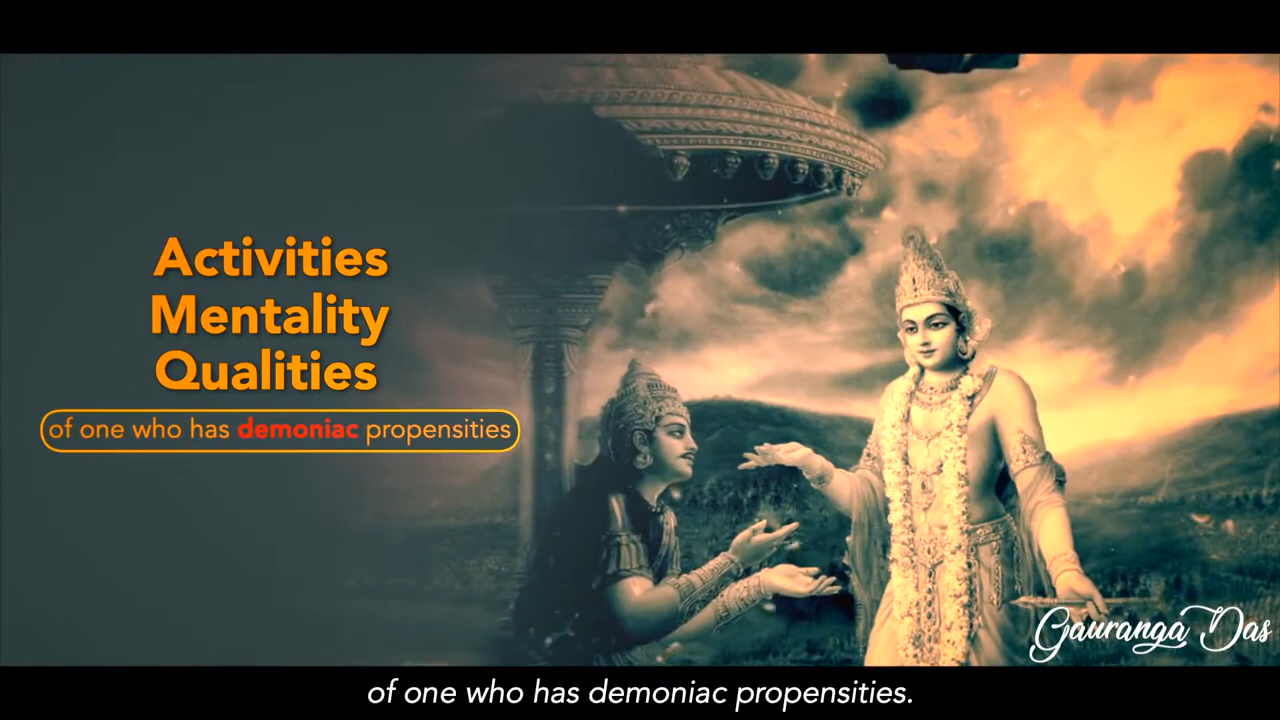 Activities
Mentality
Qualities
of one who has demoniac propensities
Gauranga Das
of one who has demoniac propensities.